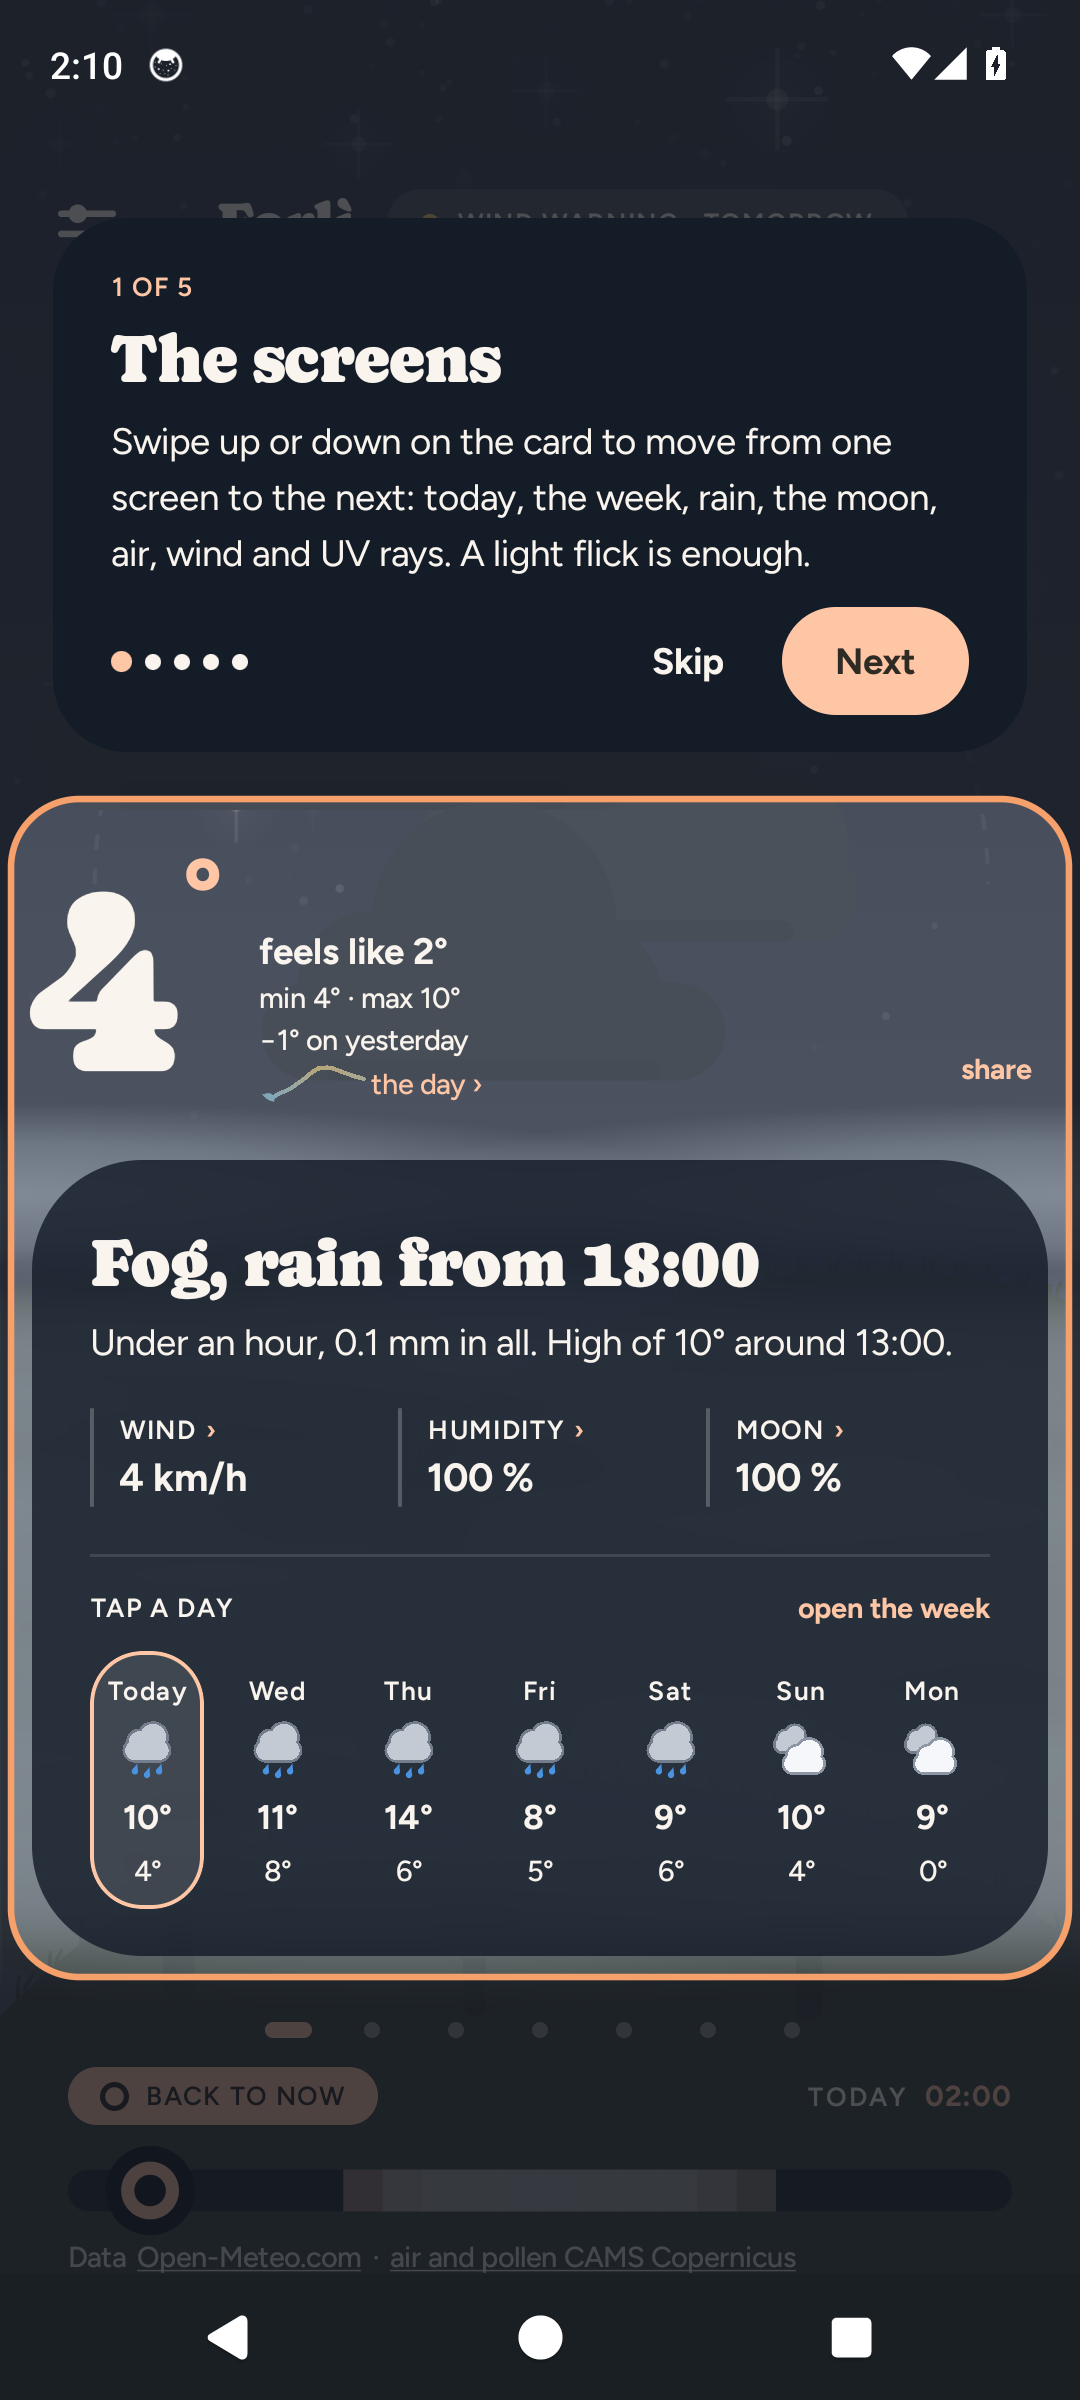 2:10
Forlì WIND WARNING · TOMORROW
1 OF 5
The screens
Swipe up or down on the card to move from one
screen to the next: today, the week, rain, the moon,
air, wind and UV rays. A light flick is enough.
Skip Next
4°
feels like 2°
min 4° · max 10°
−1° on yesterday
the day ›
share
Fog, rain from 18:00
Under an hour, 0.1 mm in all. High of 10° around 13:00.
WIND › HUMIDITY › MOON ›
4 km/h 100 % 100 %
TAP A DAY open the week
Today Wed Thu Fri Sat Sun Mon
10° 11° 14° 8° 9° 10° 9°
4° 8° 6° 5° 6° 4° 0°
BACK TO NOW TODAY 02:00
Data Open-Meteo.com · air and pollen CAMS Copernicus